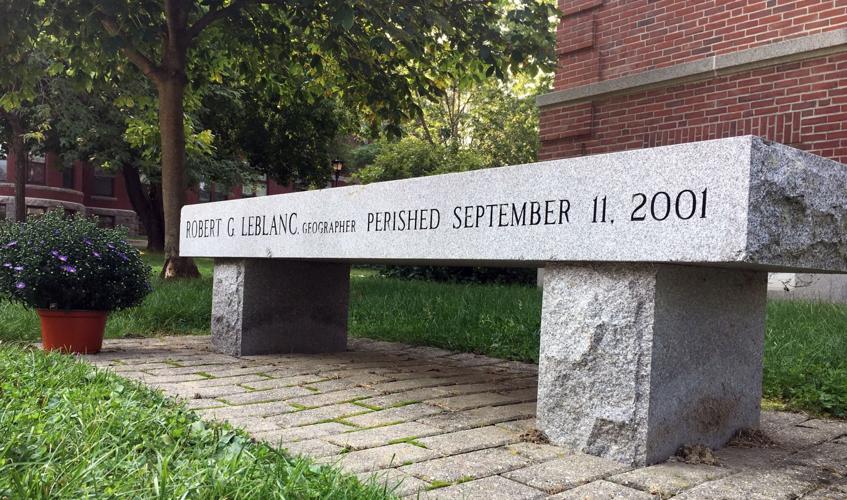 ROBERT G. LEBLANC, GEOGRAPHER PERISHED SEPTEMBER 11, 2001